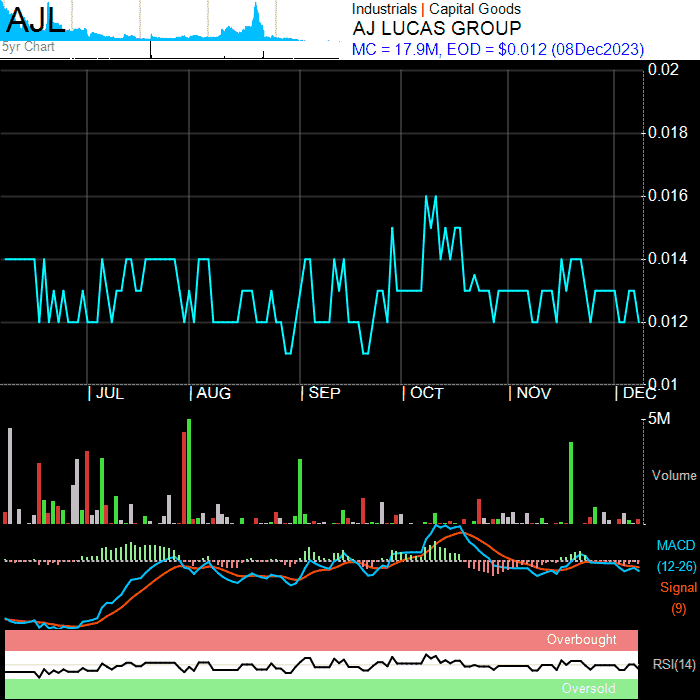 AJL
5yr Chart
Industrials | Capital Goods
AJ LUCAS GROUP
MC = 17.9M, EOD = $0.012 (08Dec2023)
0.02
0.018
0.016
0.014
0.012
0.01
| JUL | AUG | SEP | OCT | NOV | DEC
5M
Volume
MACD
(12-26)
Signal
(9)
Overbought
RSI(14)
Oversold